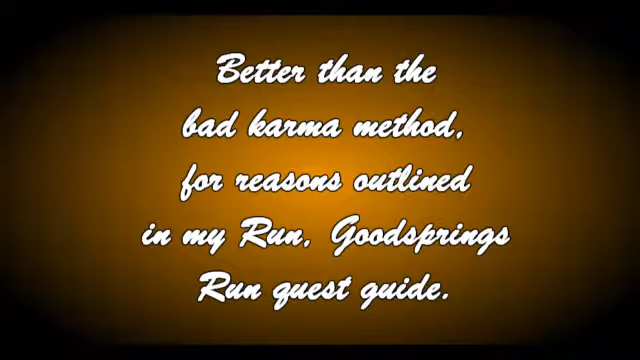 Better than the
bad karma method,
for reasons outlined
in my Run, Goodsprings
Run quest guide.